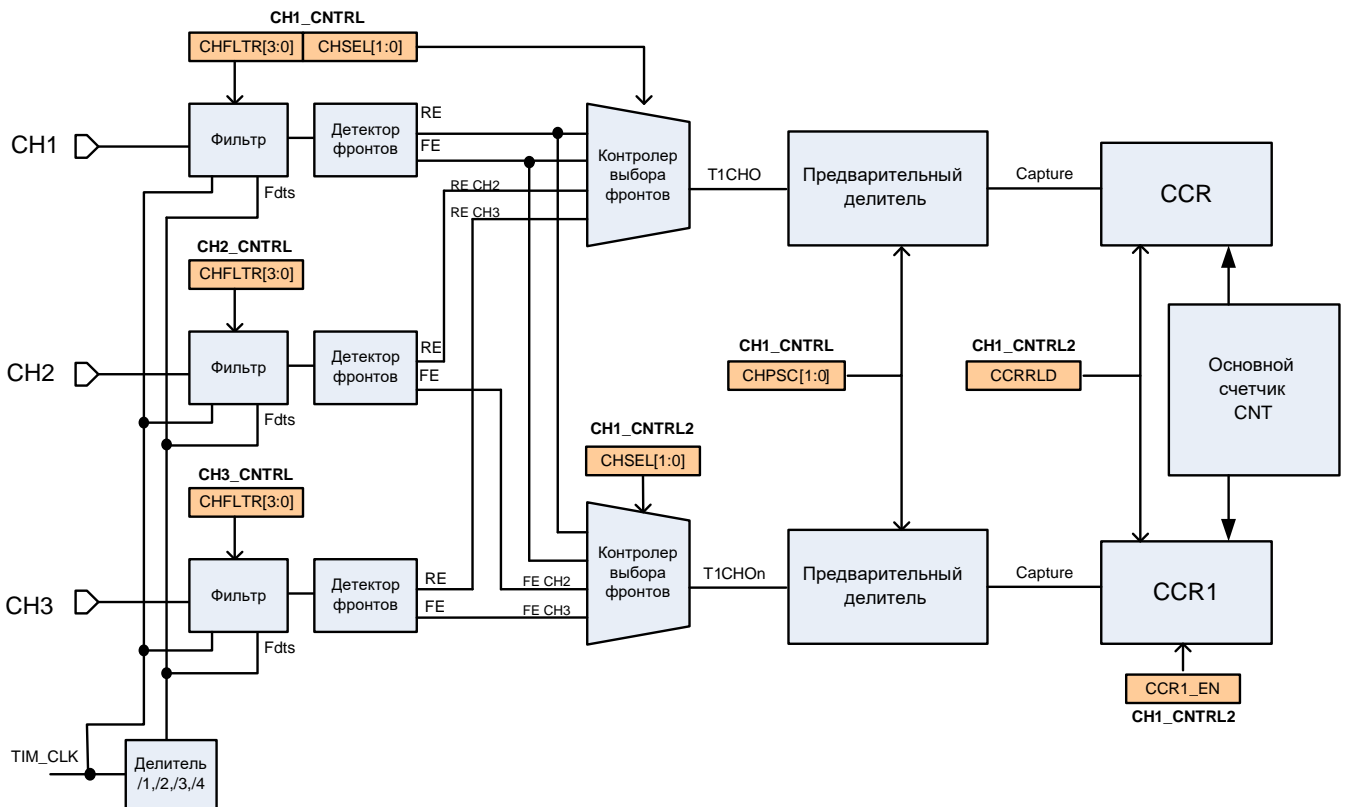 CH1_CNTRL
CHFLTR[3:0] CHSEL[1:0]
CH1
Фильтр
Детектор
фронтов
RE
FE
Fdts
Контролер
выбора
фронтов
T1CHO
Предварительный
делитель
Capture
CCR
RE CH2
RE CH3
CH2_CNTRL
CHFLTR[3:0]
CH2
Фильтр
Детектор
фронтов
RE
FE
Fdts
CH1_CNTRL
CHPSC[1:0]
CH1_CNTRL2
CCRRLD
Основной
счетчик
CNT
CH1_CNTRL2
CHSEL[1:0]
CH3_CNTRL
CHFLTR[3:0]
CH3
Фильтр
Детектор
фронтов
RE
FE
Fdts
FE CH2
FE CH3
Контролер
выбора
фронтов
T1CHOn
Предварительный
делитель
Capture
CCR1
CCR1_EN
CH1_CNTRL2
TIM_CLK
Делитель
/1,/2,/3,/4